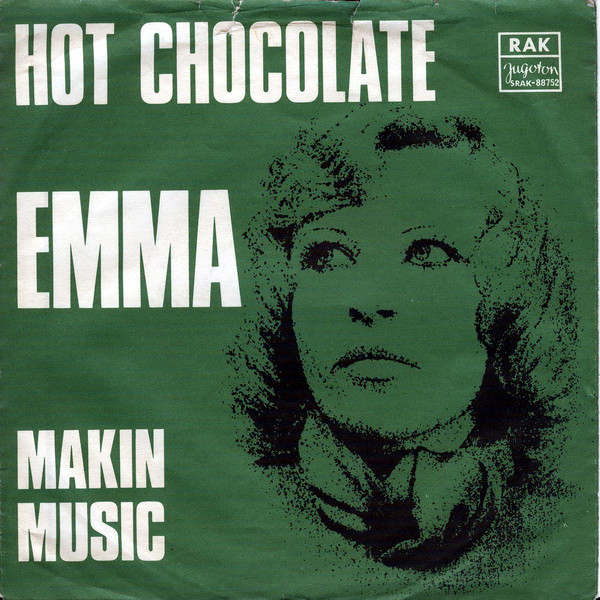 HOT CHOCOLATE
RAK
Jugoton
SRAK-88752
EMMA
MAKIN
MUSIC